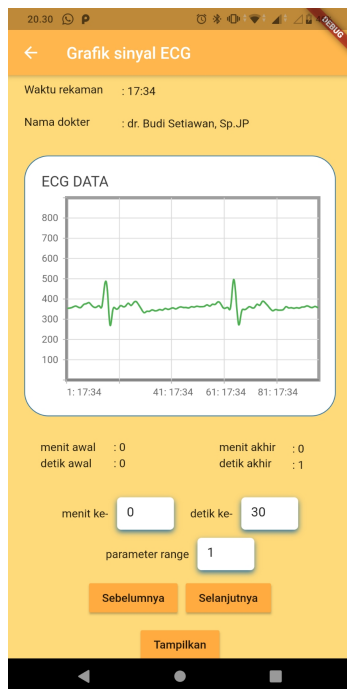 20.30
DEBUG
Grafik sinyal ECG
Waktu rekaman : 17:34
Nama dokter : dr. Budi Setiawan, Sp.JP
ECG DATA
800
700
600
500
400
300
200
100
1: 17:34 41: 17:34 61: 17:34 81: 17:34
menit awal : 0 menit akhir : 0
detik awal : 0 detik akhir : 1
menit ke- 0 detik ke- 30
parameter range 1
Sebelumnya Selanjutnya
Tampilkan